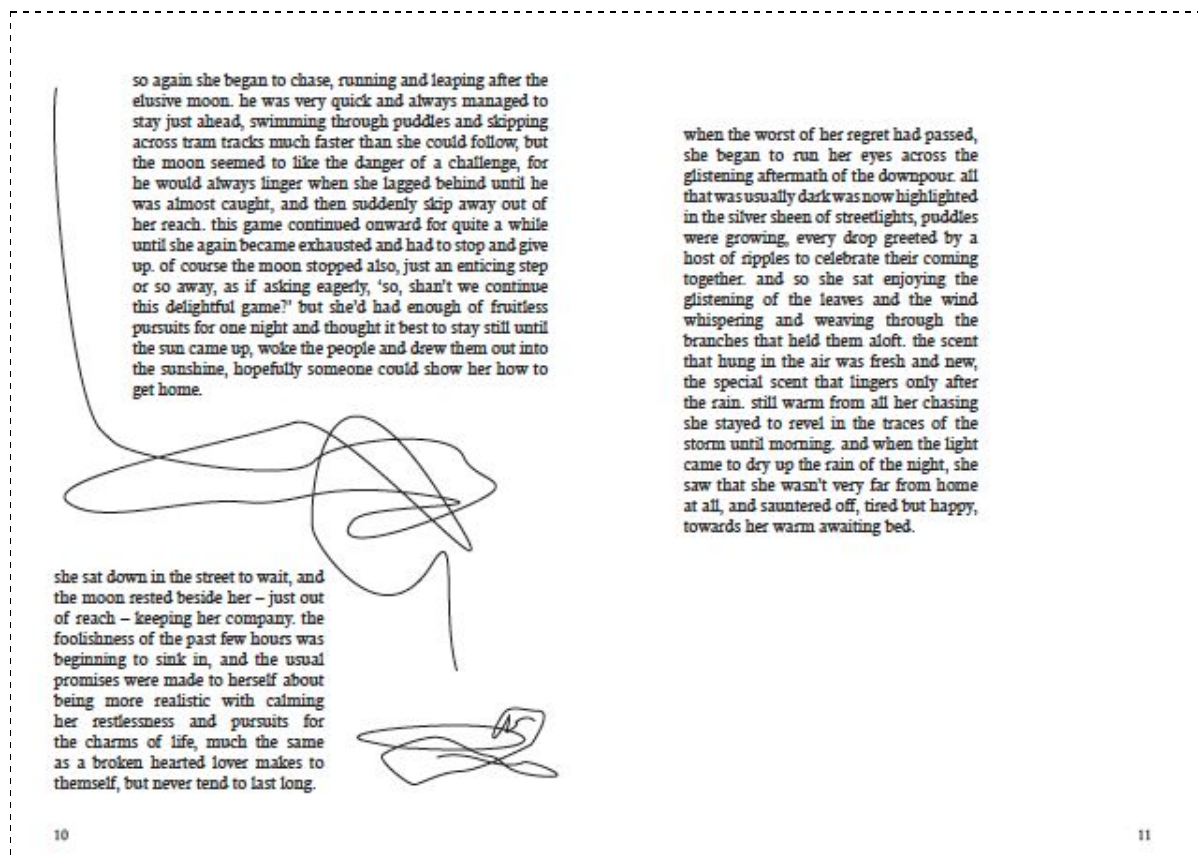 so again she began to chase, running and leaping after the
elusive moon. he was very quick and always managed to
stay just ahead, swimming through puddles and skipping
across tram tracks much faster than she could follow, but
the moon seemed to like the danger of a challenge, for
he would always linger when she lagged behind until he
was almost caught, and then suddenly skip away out of
her reach. this game continued onward for quite a while
until she again became exhausted and had to stop and give
up. of course the moon stopped also, just an enticing step
or so away, as if asking eagerly, ‘so, shan’t we continue
this delightful game?’ but she’d had enough of fruitless
pursuits for one night and thought it best to stay still until
the sun came up, woke the people and drew them out into
the sunshine, hopefully someone could show her how to
get home.
she sat down in the street to wait, and
the moon rested beside her – just out
of reach – keeping her company. the
foolishness of the past few hours was
beginning to sink in, and the usual
promises were made to herself about
being more realistic with calming
her restlessness and pursuits for
the charms of life, much the same
as a broken hearted lover makes to
themself, but never tend to last long.
10
when the worst of her regret had passed,
she began to run her eyes across the
glistening aftermath of the downpour. all
that was usually dark was now highlighted
in the silver sheen of streetlights, puddles
were growing, every drop greeted by a
host of ripples to celebrate their coming
together. and so she sat enjoying the
glistening of the leaves and the wind
whispering and weaving through the
branches that held them aloft. the scent
that hung in the air was fresh and new,
the special scent that lingers only after
the rain. still warm from all her chasing
she stayed to revel in the traces of the
storm until morning. and when the light
came to dry up the rain of the night, she
saw that she wasn’t very far from home
at all, and sauntered off, tired but happy,
towards her warm awaiting bed.
11